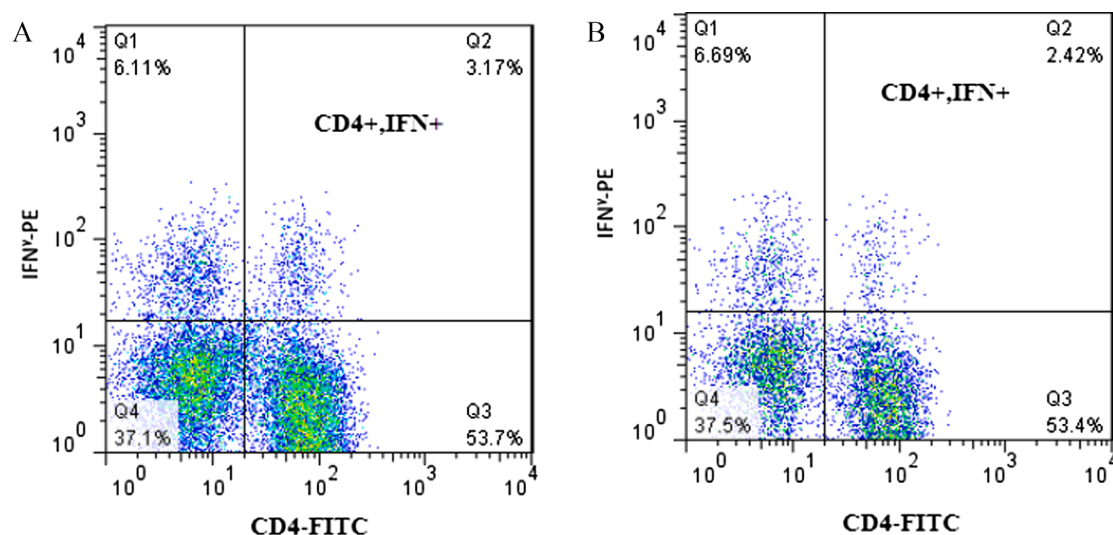 A
Q1
6.11%
Q2
3.17%
CD4+,IFN+
10⁴
10³
10²
10¹
10⁰
IFNᵞ-PE
Q4
37.1%
Q3
53.7%
10⁰ 10¹ 10² 10³ 10⁴
CD4-FITC
B
Q1
6.69%
Q2
2.42%
CD4+,IFN+
10⁴
10³
10²
10¹
10⁰
IFNᵞ-PE
Q4
37.5%
Q3
53.4%
10⁰ 10¹ 10² 10³ 10⁴
CD4-FITC